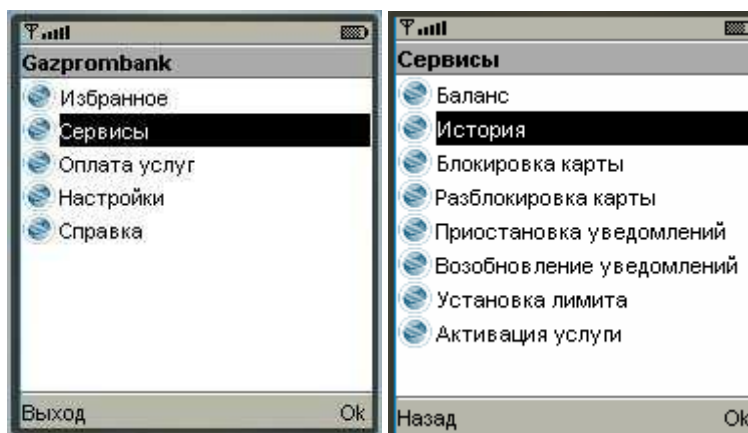 Gazprombank
Избранное
Сервисы
Оплата услуг
Настройки
Справка
Выход Ok
Сервисы
Баланс
История
Блокировка карты
Разблокировка карты
Приостановка уведомлений
Возобновление уведомлений
Установка лимита
Активация услуги
Назад Ok